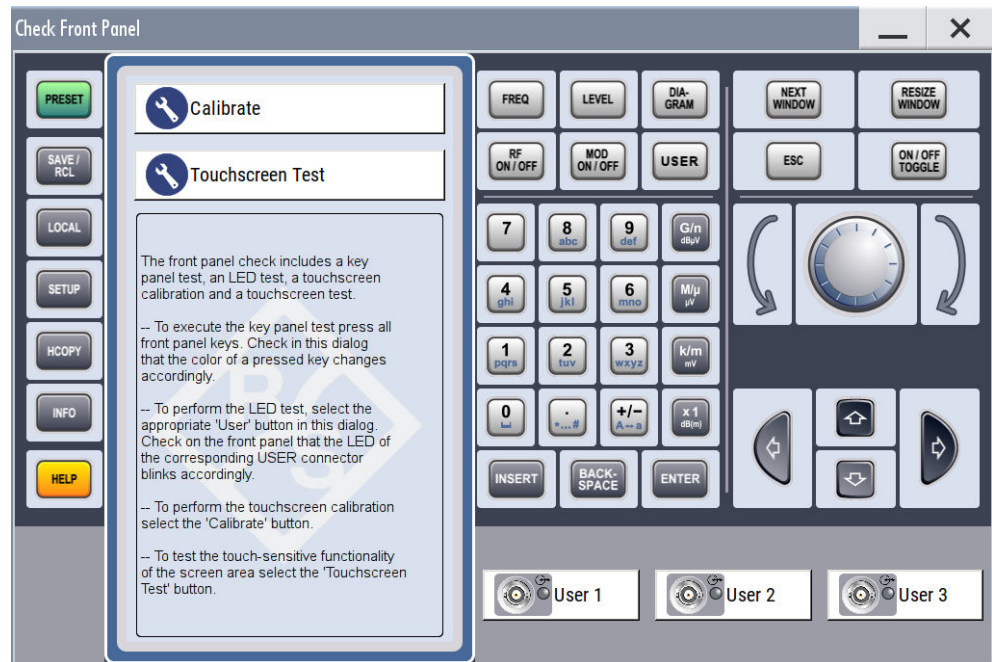 Check Front Panel
PRESET
SAVE /
RCL
LOCAL
SETUP
HCOPY
INFO
HELP
Calibrate
Touchscreen Test
The front panel check includes a key
panel test, an LED test, a touchscreen
calibration and a touchscreen test.
-- To execute the key panel test press all
front panel keys. Check in this dialog
that the color of a pressed key changes
accordingly.
-- To perform the LED test, select the
appropriate 'User' button in this dialog.
Check on the front panel that the LED of
the corresponding USER connector
blinks accordingly.
-- To perform the touchscreen calibration
select the 'Calibrate' button.
-- To test the touch-sensitive functionality
of the screen area select the 'Touchscreen
Test' button.
R
S
FREQ
LEVEL
DIA-
GRAM
RF
ON / OFF
MOD
ON / OFF
USER
7
8
abc
9
def
G/n
dBµV
4
ghi
5
jkl
6
mno
M/µ
µV
1
pqrs
2
tuv
3
wxyz
k/m
mV
0
.
*...#
+/-
A↔a
x 1
dB(m)
INSERT
BACK-
SPACE
ENTER
NEXT
WINDOW
RESIZE
WINDOW
ESC
ON / OFF
TOGGLE
User 1
User 2
User 3